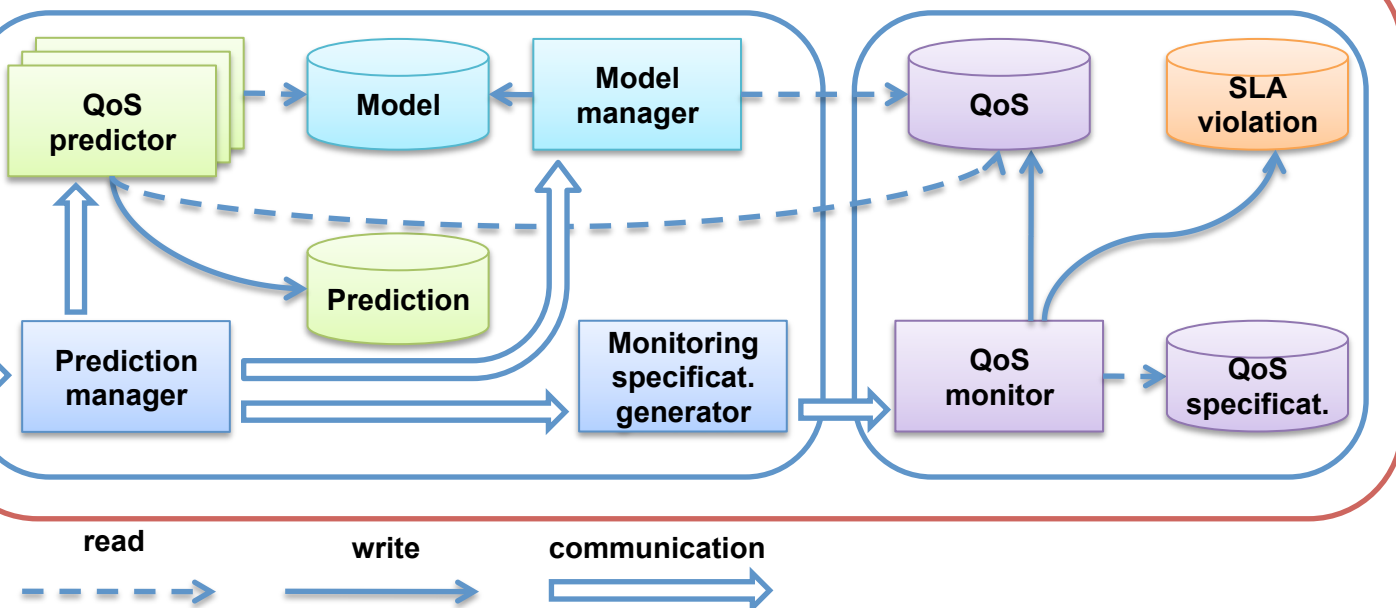 QoS
predictor
Model
Model
manager
QoS
SLA
violation
Prediction
Prediction
manager
Monitoring
specificat.
generator
QoS
monitor
QoS
specificat.
read
write
communication